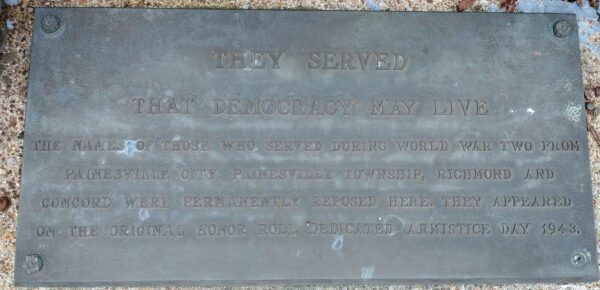 THEY SERVED
THAT DEMOCRACY MAY LIVE
THE NAMES OF THOSE WHO SERVED DURING WORLD WAR TWO FROM
PAINESVILLE CITY, PAINESVILLE TOWNSHIP, RICHMOND AND
CONCORD WERE PERMANENTLY REPOSED HERE. THEY APPEARED
ON THE ORIGINAL HONOR ROLL DEDICATED ARMISTICE DAY 1943.